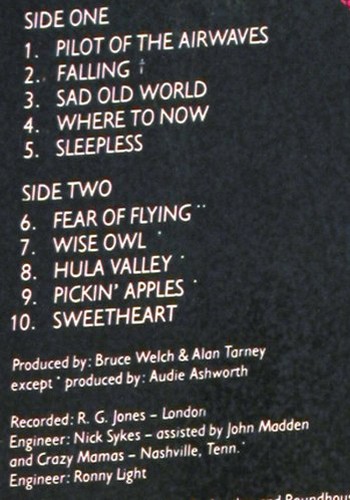 SIDE ONE
1. PILOT OF THE AIRWAVES
2. FALLING
3. SAD OLD WORLD
4. WHERE TO NOW
5. SLEEPLESS
SIDE TWO
6. FEAR OF FLYING **
7. WISE OWL *
8. HULA VALLEY *
9. PICKIN' APPLES *
10. SWEETHEART
Produced by: Bruce Welch & Alan Tarney
except * produced by: Audie Ashworth
Recorded: R. G. Jones – London
Engineer: Nick Sykes – assisted by John Madden
and Crazy Mamas – Nashville, Tenn.*
Engineer: Ronny Light